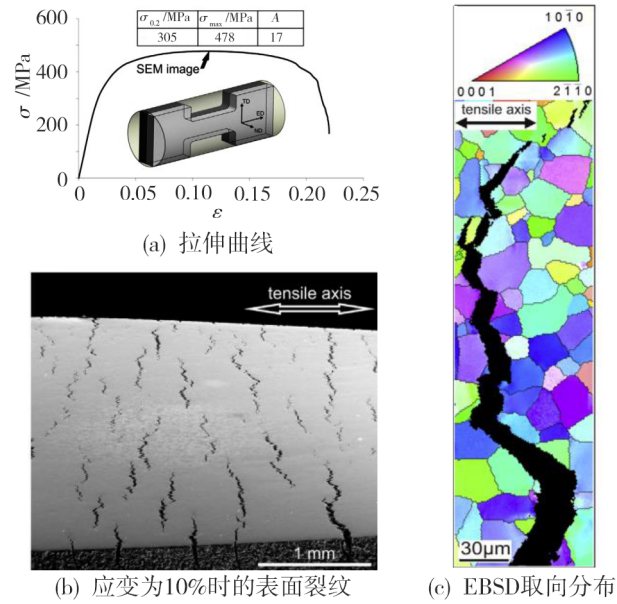 σ0.2/MPa σmax/MPa A
305 478 17
SEM image
TD
ED
ND
σ /MPa
600
400
200
0
0 0.05 0.10 0.15 0.20 0.25
ε
(a) 拉伸曲线
tensile axis
1 mm
(b) 应变为10%时的表面裂纹
101̄0
0001 2̄1̄1̄0
tensile axis
30μm
(c) EBSD取向分布